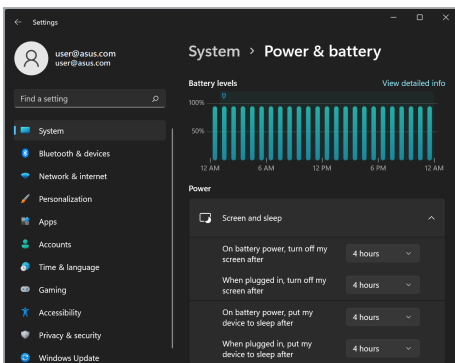 Settings
user@asus.com
user@asus.com
Find a setting
System
Bluetooth & devices
Network & internet
Personalization
Apps
Accounts
Time & language
Gaming
Accessibility
Privacy & security
Windows Update
System > Power & battery
Battery levels View detailed info
100%
50%
12 AM 6 AM 12 PM 6 PM 12 AM
Power
Screen and sleep
On battery power, turn off my
screen after
4 hours
When plugged in, turn off my
screen after
4 hours
On battery power, put my
device to sleep after
4 hours
When plugged in, put my
device to sleep after
4 hours